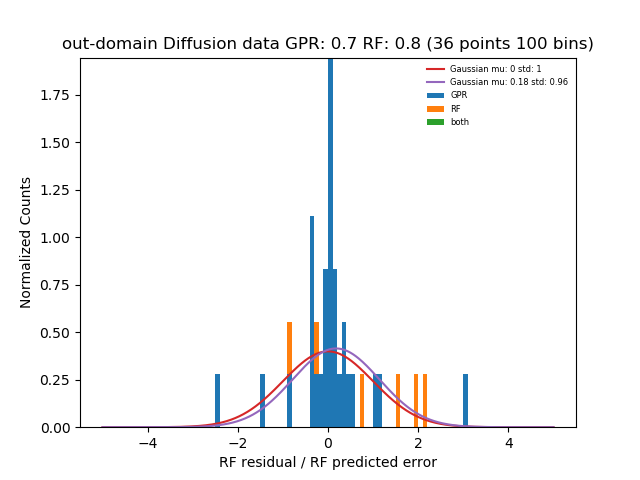 out-domain Diffusion data GPR: 0.7 RF: 0.8 (36 points 100 bins)
Gaussian mu: 0 std: 1
Gaussian mu: 0.18 std: 0.96
GPR
RF
both
Normalized Counts
1.75
1.50
1.25
1.00
0.75
0.50
0.25
0.00
−4 −2 0 2 4
RF residual / RF predicted error